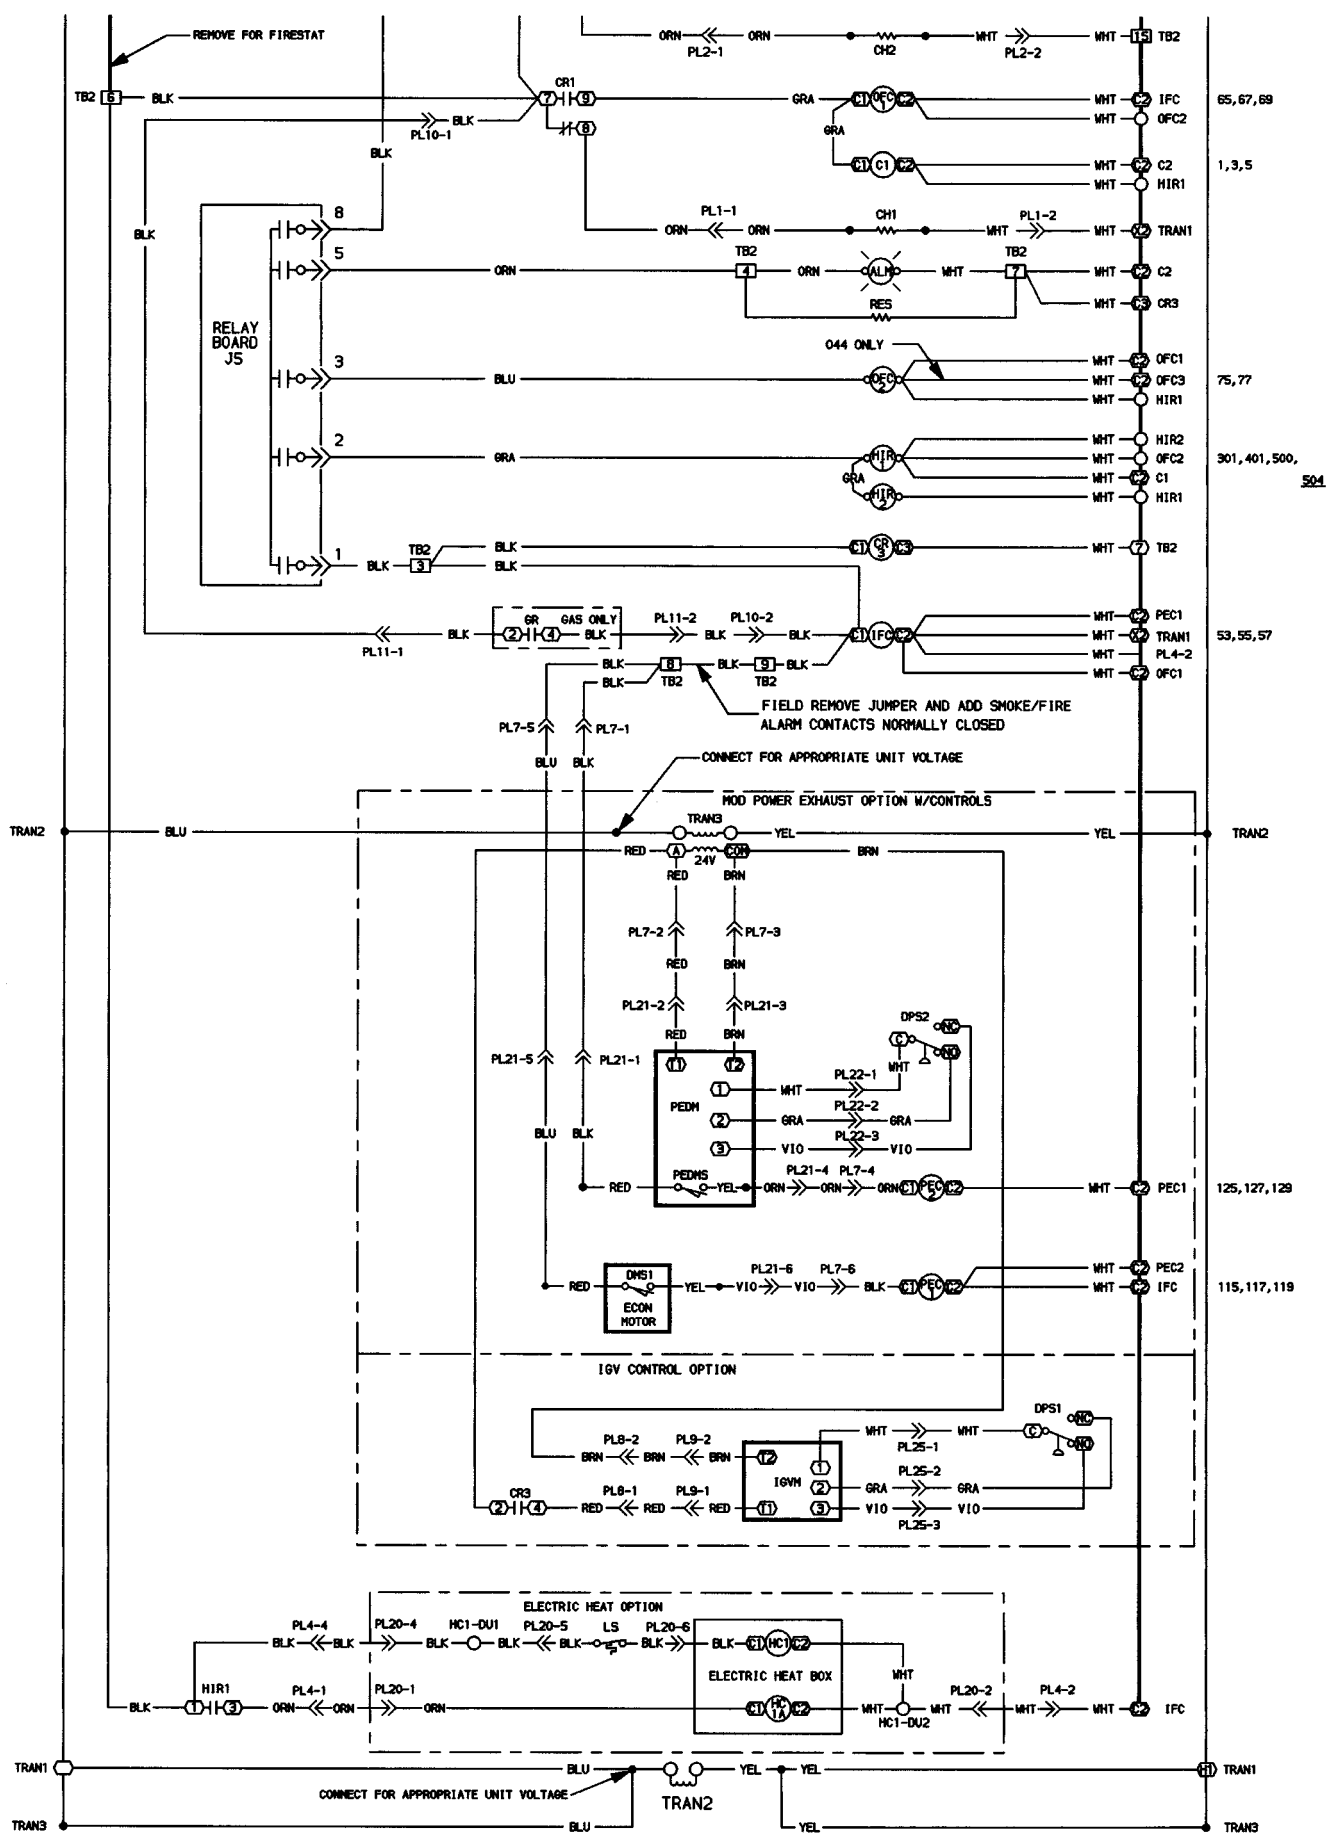 REMOVE FOR FIRESTAT
ORN ORN CH2 WHT WHT 15 TB2
PL2-1 PL2-2
TB2 6 BLK 7 CR1 9 GRA C1 OFC 1 C2 WHT C2 IFC 65,67,69
WHT OFC2
PL10-1 BLK 8
BLK
GRA
C1 C1 C2 WHT C2 C2 1,3,5
WHT HIR1
BLK
8
PL1-1 CH1 PL1-2
ORN ORN WHT WHT X2 TRAN1
5
TB2 TB2
ORN 4 ORN ALM WHT 7 WHT C2 C2
RES WHT C3 CR3
RELAY
BOARD
J5
044 ONLY
3
WHT C2 OFC1
BLU OFC 2 WHT C2 OFC3 75,77
WHT HIR1
2
WHT HIR2
GRA HIR 1 WHT OFC2 301,401,500,
504
GRA WHT C2 C1
HIR 2 WHT HIR1
1
TB2 BLK C1 CR 3 C3 WHT 7 TB2
BLK 3 BLK
GR GAS ONLY PL11-2 PL10-2 WHT C2 PEC1
PL11-1 BLK 2 4 BLK BLK BLK C1 IFC C2 WHT X2 TRAN1 53,55,57
WHT PL4-2
BLK 8 BLK 9 BLK WHT C2 OFC1
BLK TB2 TB2
FIELD REMOVE JUMPER AND ADD SMOKE/FIRE
ALARM CONTACTS NORMALLY CLOSED
PL7-5 PL7-1
BLU BLK
CONNECT FOR APPROPRIATE UNIT VOLTAGE
MOD POWER EXHAUST OPTION W/CONTROLS
TRAN2 BLU TRAN3 YEL YEL TRAN2
RED A 24V COM BRN
RED BRN
PL7-2 PL7-3
RED BRN
PL21-2 PL21-3
RED BRN
DPS2 NC
C NO
PL21-5 PL21-1 T1 T2 WHT
PL22-1
1 WHT
PEDM
PL22-2
2 GRA GRA
BLU BLK
PL22-3
3 VIO VIO
PEDMS PL21-4 PL7-4
RED YEL ORN ORN ORN C1 PEC 2 C2 WHT C2 PEC1 125,127,129
DMS1 PL21-6 PL7-6 WHT C2 PEC2
RED YEL VIO VIO BLK C1 PEC 1 C2 WHT C2 IFC 115,117,119
ECON
MOTOR
IGV CONTROL OPTION
DPS1 NC
PL8-2 PL9-2 WHT WHT C
PL25-1 NO
BRN BRN BRN T2 1
IGVM PL25-2
2 GRA GRA
CR3 PL8-1 PL9-1
2 4 RED RED RED T1 3 VIO VIO
PL25-3
ELECTRIC HEAT OPTION
PL4-4 PL20-4 HC1-DU1 PL20-5 LS PL20-6
BLK BLK BLK BLK BLK BLK BLK C1 HC1 C2
ELECTRIC HEAT BOX WHT
HIR1 PL4-1 PL20-1 PL20-2 PL4-2
BLK 1 3 ORN ORN ORN C1 HC 1A C2 WHT WHT WHT WHT C2 IFC
HC1-DU2
TRAN1 BLU YEL YEL H1 TRAN1
CONNECT FOR APPROPRIATE UNIT VOLTAGE
TRAN2
TRAN3 BLU YEL TRAN3